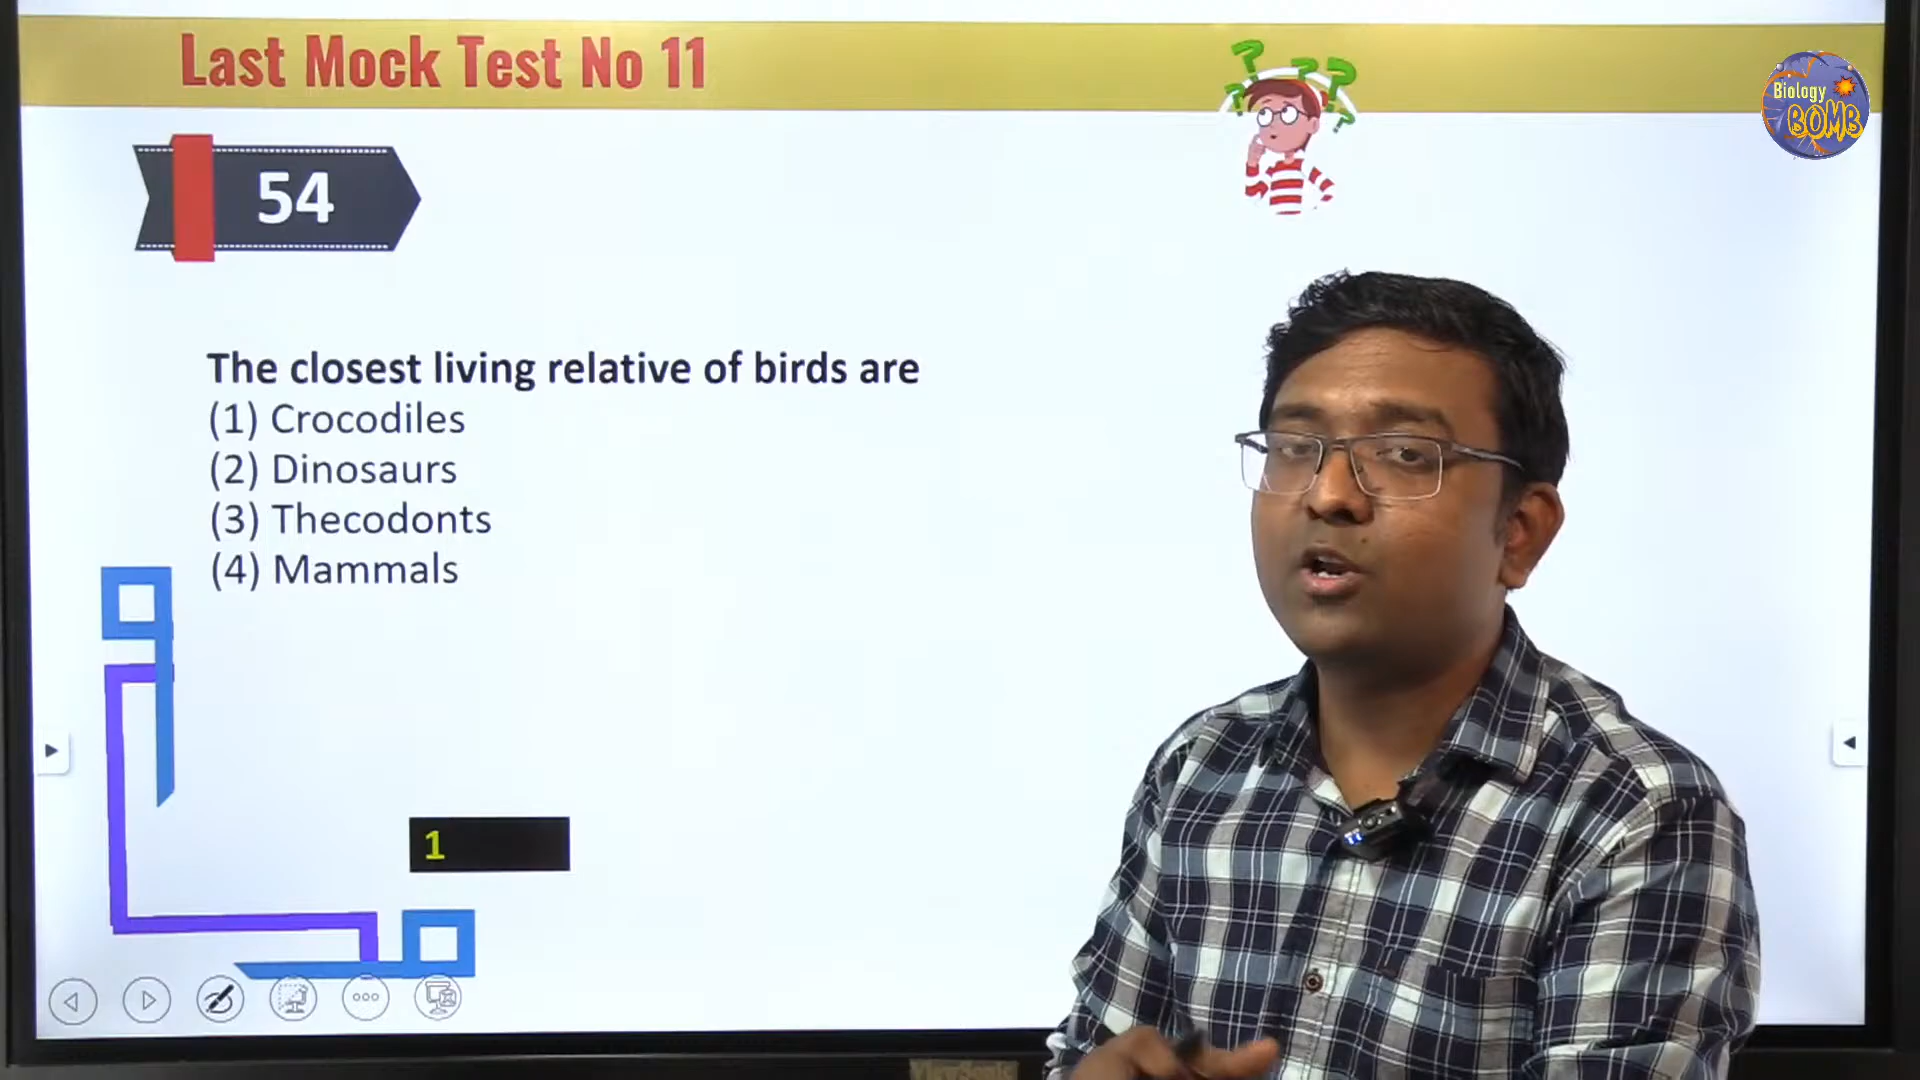 Last Mock Test No 11
Biology
BOMB
54
The closest living relative of birds are
(1) Crocodiles
(2) Dinosaurs
(3) Thecodonts
(4) Mammals
1
ViewSonic